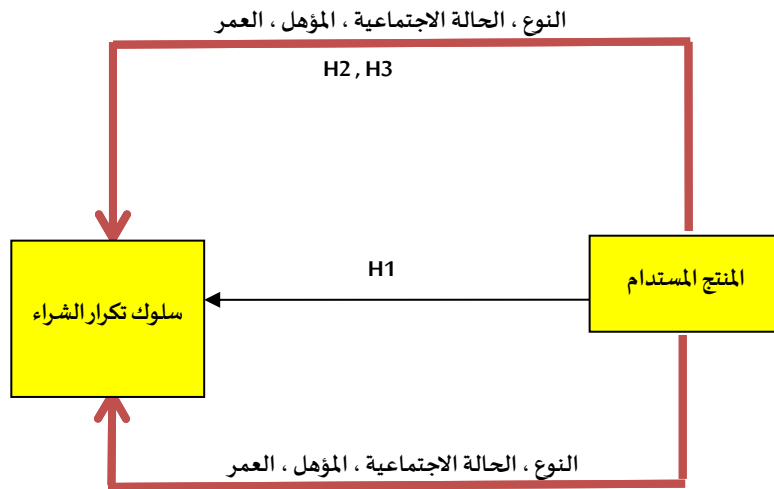 النوع ، الحالة الاجتماعية ، المؤهل ، العمر
H2 , H3
المنتج المستدام
H1
سلوك تكرار الشراء
النوع ، الحالة الاجتماعية ، المؤهل ، العمر